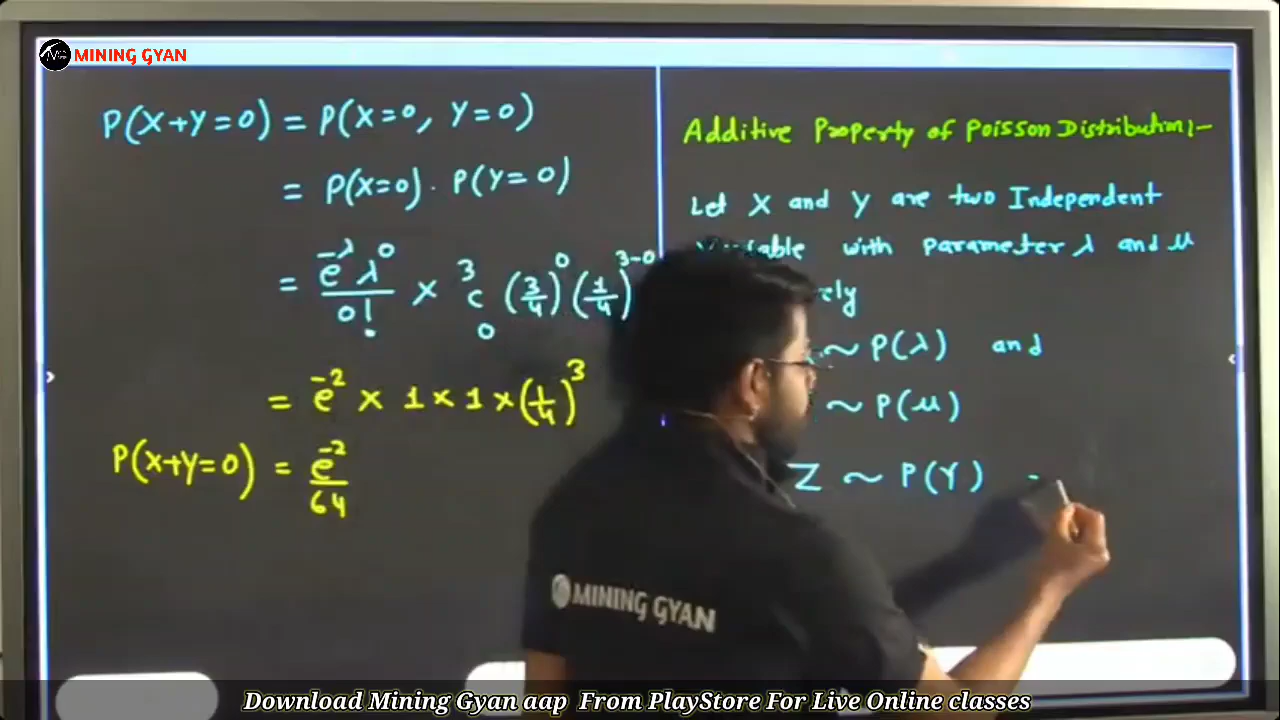 MINING GYAN
P(X+Y=0) = P(X=0, Y=0)
= P(X=0) . P(Y=0)
= e^-λ λ^0 / 0! × ³C₀ (3/4)^0 (1/4)^3-0
= e^-2 × 1 × 1 × (1/4)^3
P(X+Y=0) = e^-2 / 64
Additive Property of Poisson Distribution:-
Let X and Y are two Independent
with parameter λ and μ
~ P(λ) and
~ P(μ)
Z ~ P(Y) -
MINING GYAN
Download Mining Gyan aap From PlayStore For Live Online classes